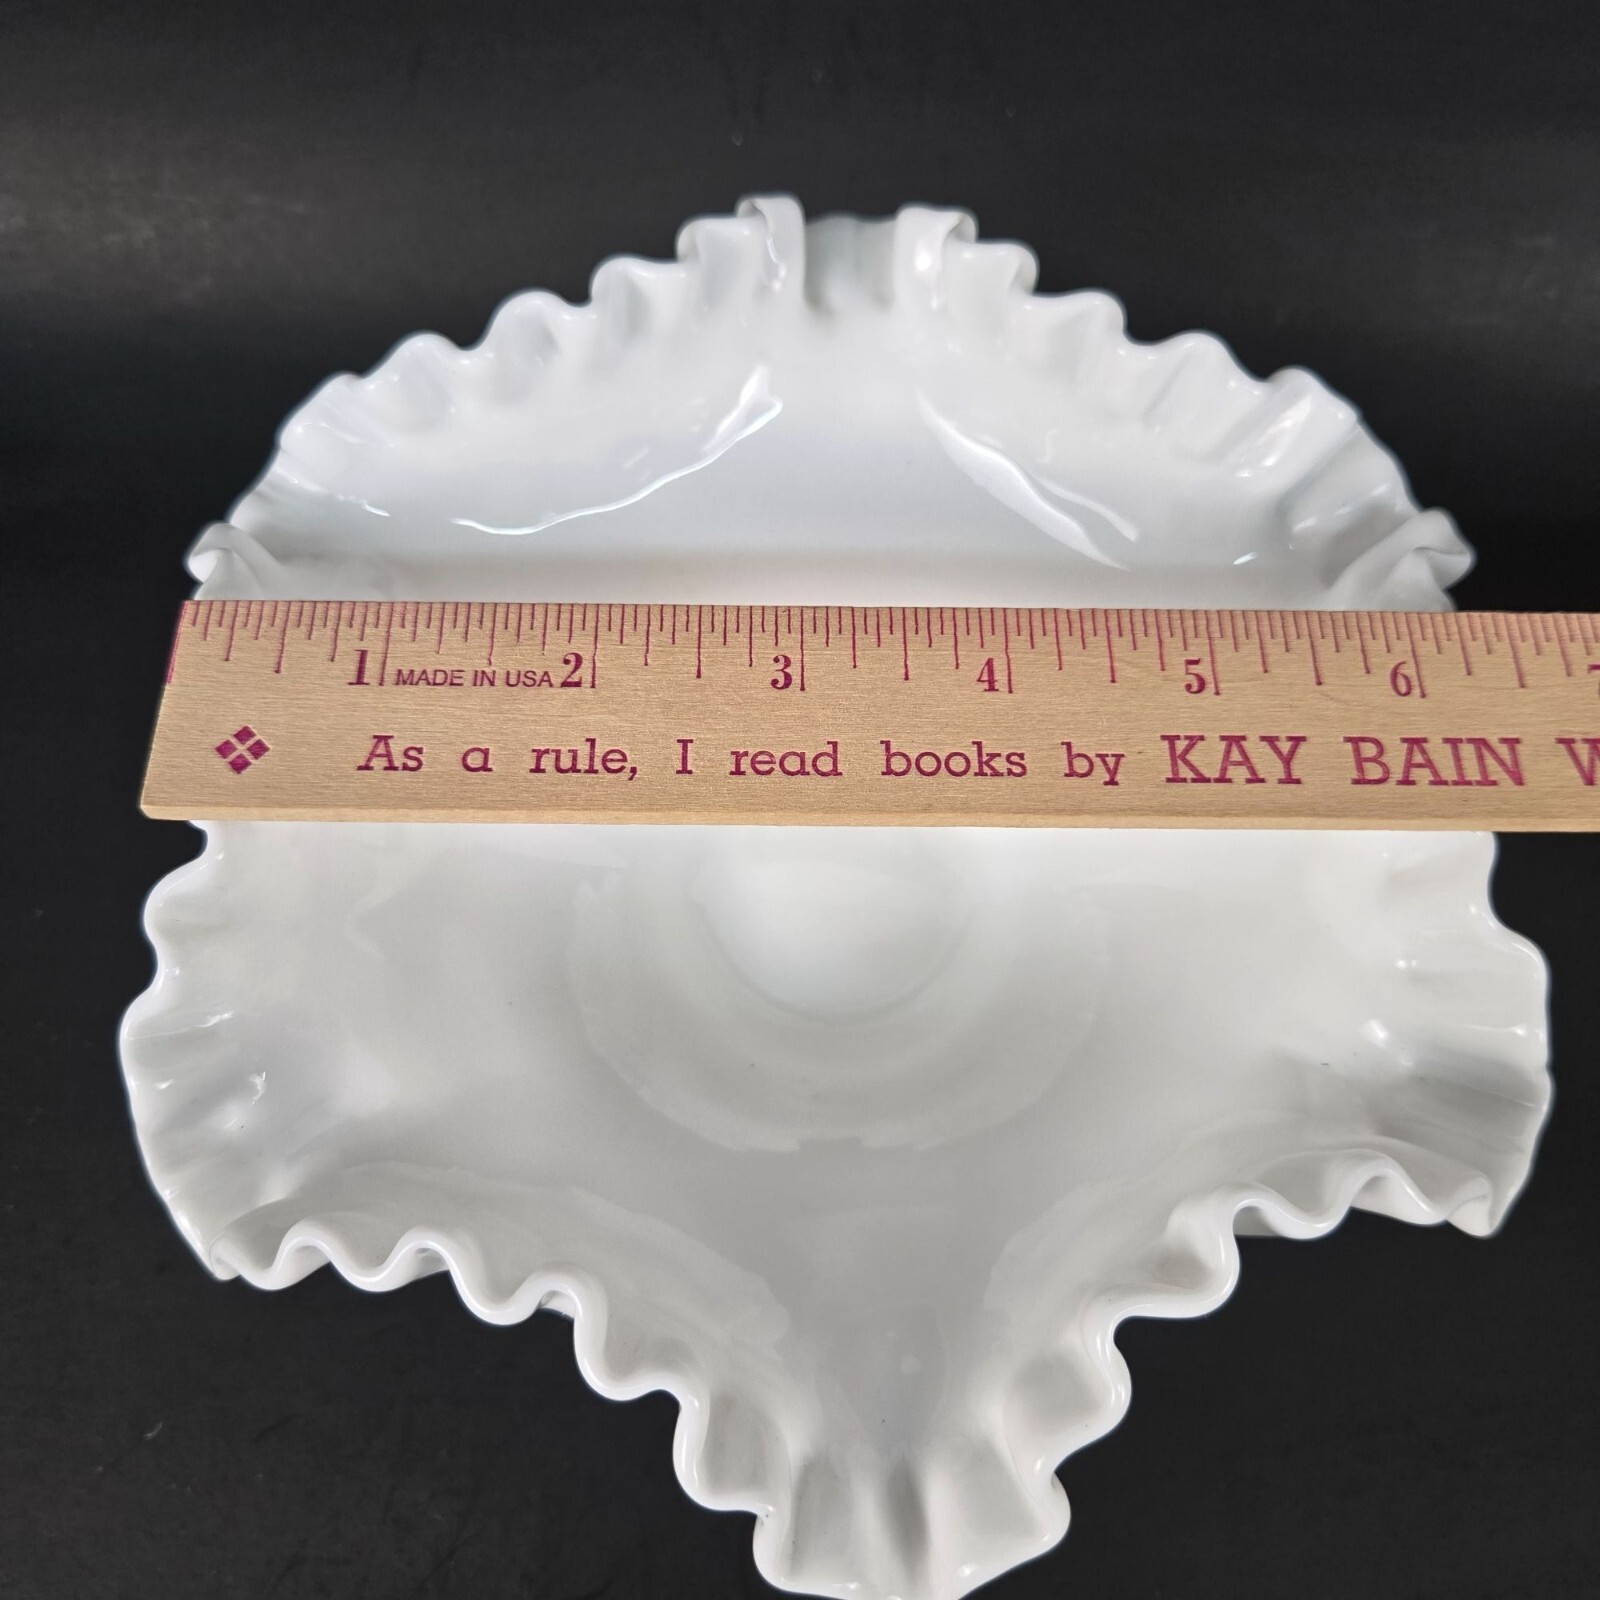 1 MADE IN USA 2 3 4 5 6
As a rule, I read books by KAY BAIN